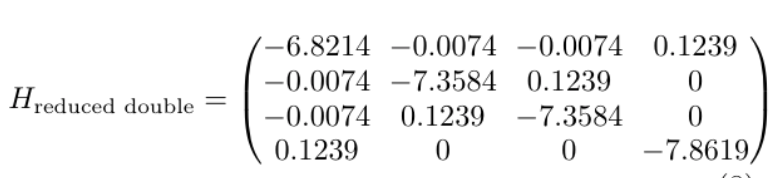 −6.8214 −0.0074 −0.0074 0.1239
−0.0074 −7.3584 0.1239 0
H_reduced double =
−0.0074 0.1239 −7.3584 0
0.1239 0 0 −7.8619